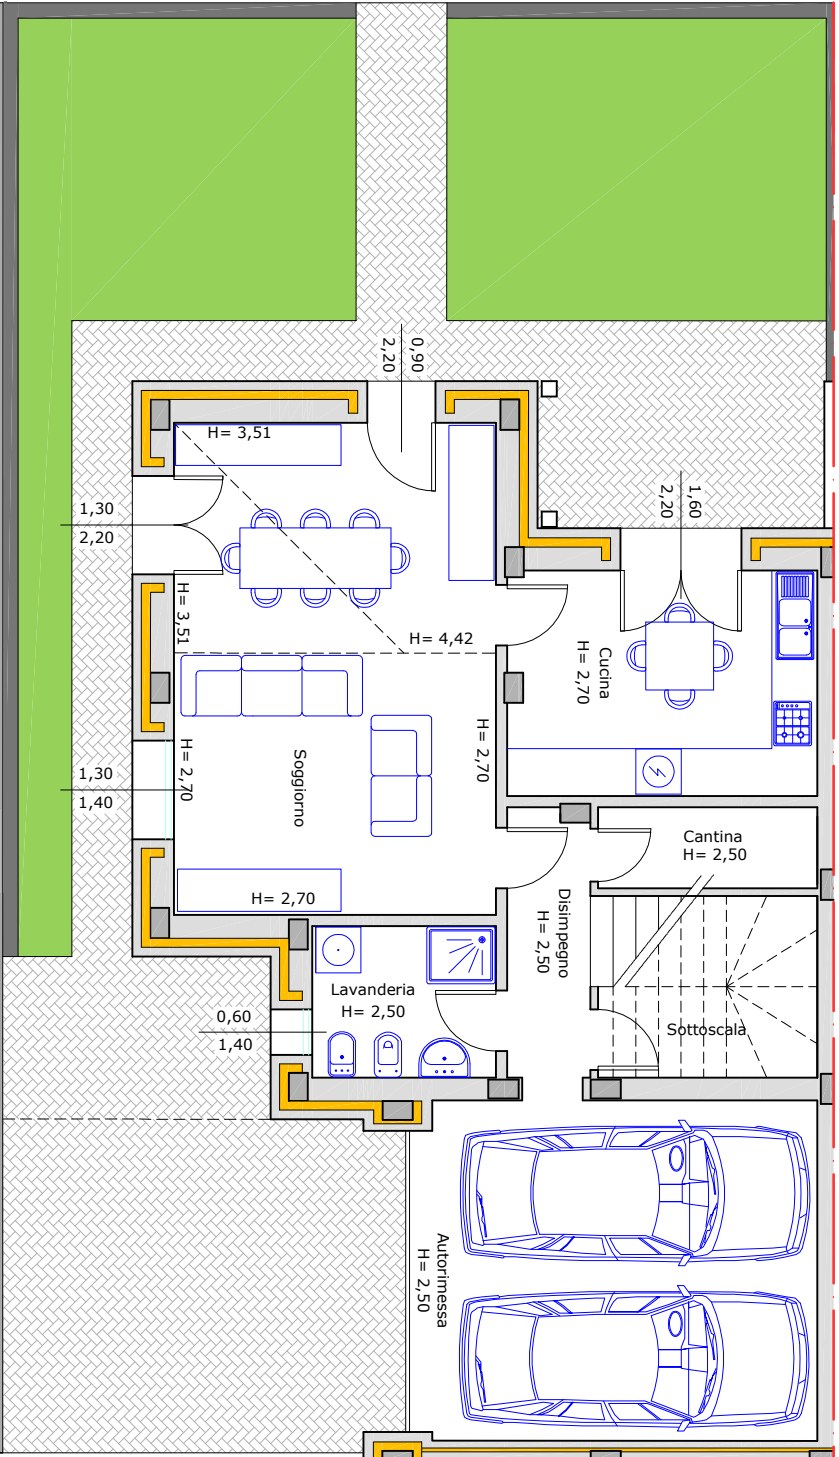 0,90
2,20
H= 3,51
1,60
2,20
1,30
2,20
H= 3,51
H= 4,42
Cucina
H= 2,70
H= 2,70
H= 2,70
Soggiorno
1,30
1,40
Cantina
H= 2,50
H= 2,70
Disimpegno
H= 2,50
Lavanderia
H= 2,50
0,60
1,40
Sottoscala
Autorimessa
H= 2,50